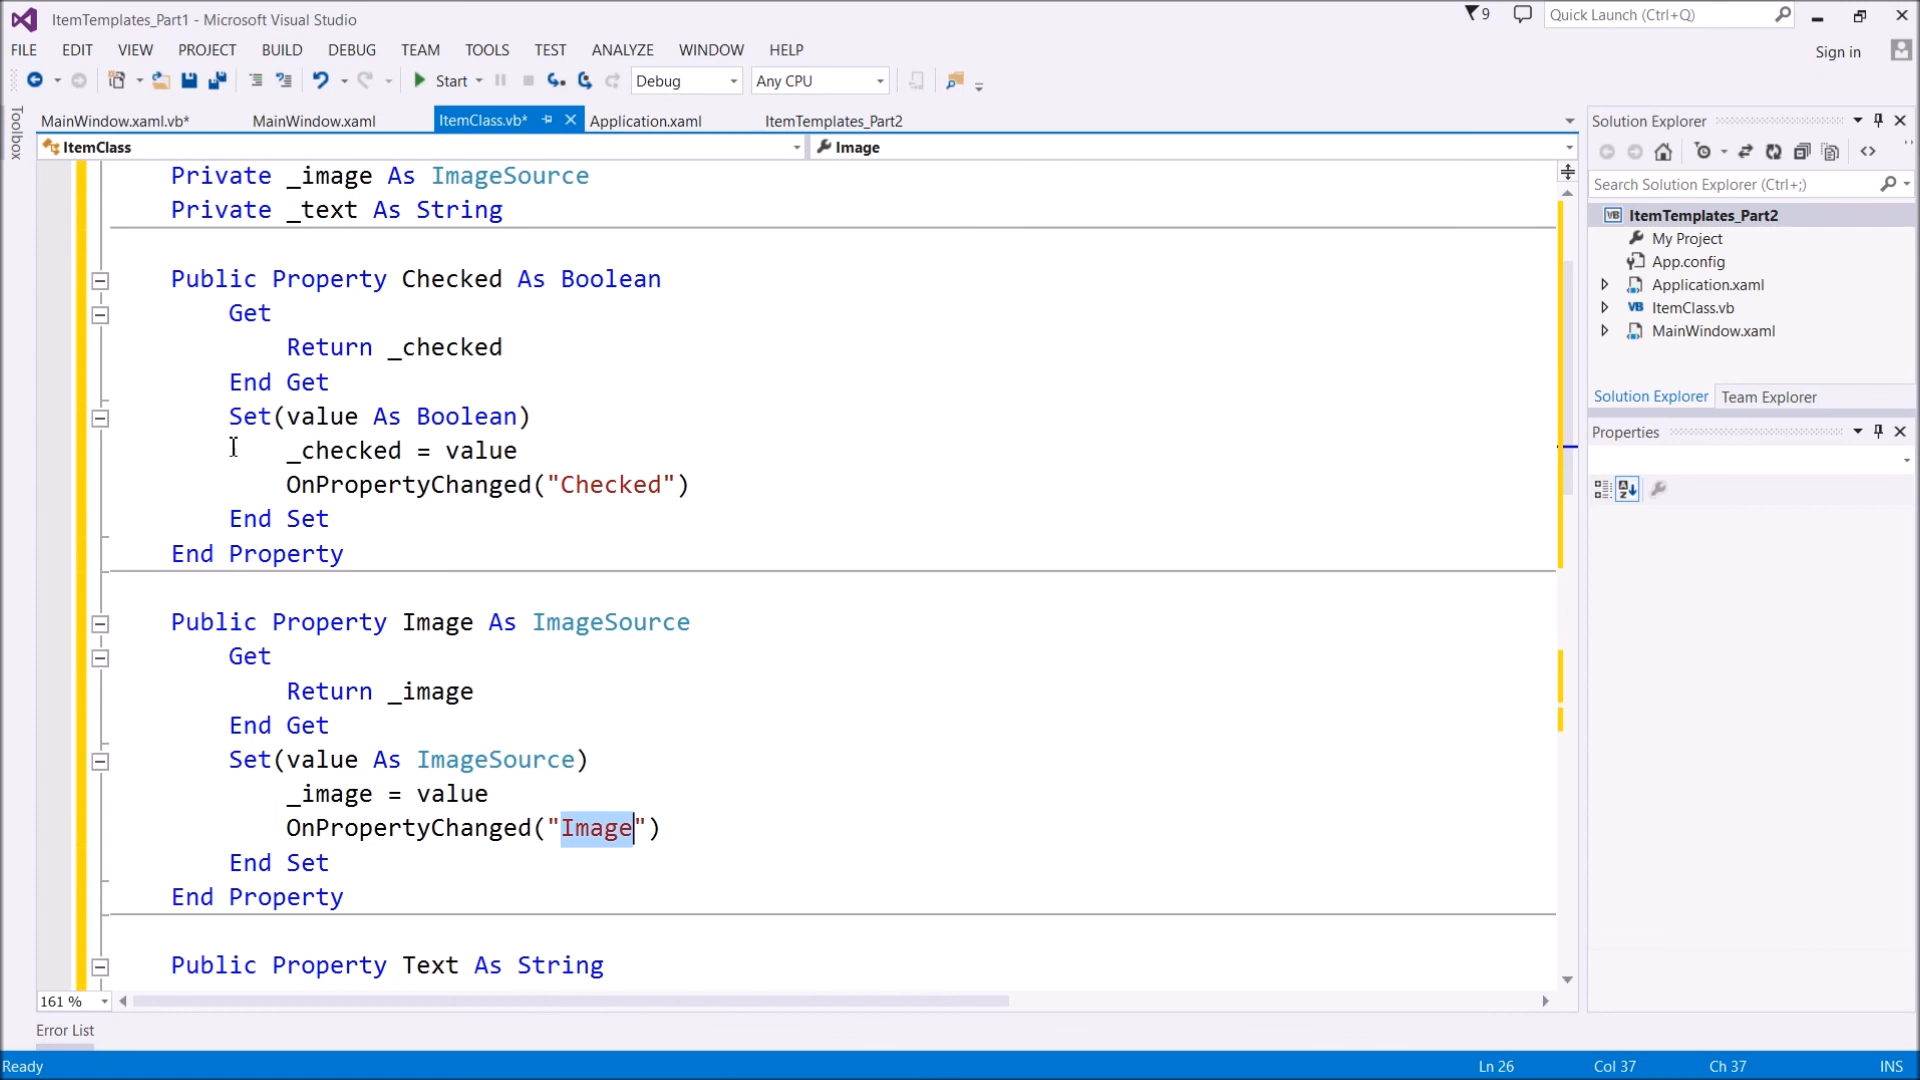 ItemTemplates_Part1 - Microsoft Visual Studio
9
Quick Launch (Ctrl+Q)
FILE EDIT VIEW PROJECT BUILD DEBUG TEAM TOOLS TEST ANALYZE WINDOW HELP
Sign in
Start Debug Any CPU
Toolbox
MainWindow.xaml.vb* MainWindow.xaml ItemClass.vb* Application.xaml ItemTemplates_Part2
ItemClass Image
Private _image As ImageSource
Private _text As String
Public Property Checked As Boolean
Get
Return _checked
End Get
Set(value As Boolean)
_checked = value
OnPropertyChanged("Checked")
End Set
End Property
Public Property Image As ImageSource
Get
Return _image
End Get
Set(value As ImageSource)
_image = value
OnPropertyChanged("Image")
End Set
End Property
Public Property Text As String
161 %
Error List
Solution Explorer
Search Solution Explorer (Ctrl+;)
VB ItemTemplates_Part2
My Project
App.config
Application.xaml
VB ItemClass.vb
MainWindow.xaml
Solution Explorer Team Explorer
Properties
Ready Ln 26 Col 37 Ch 37 INS